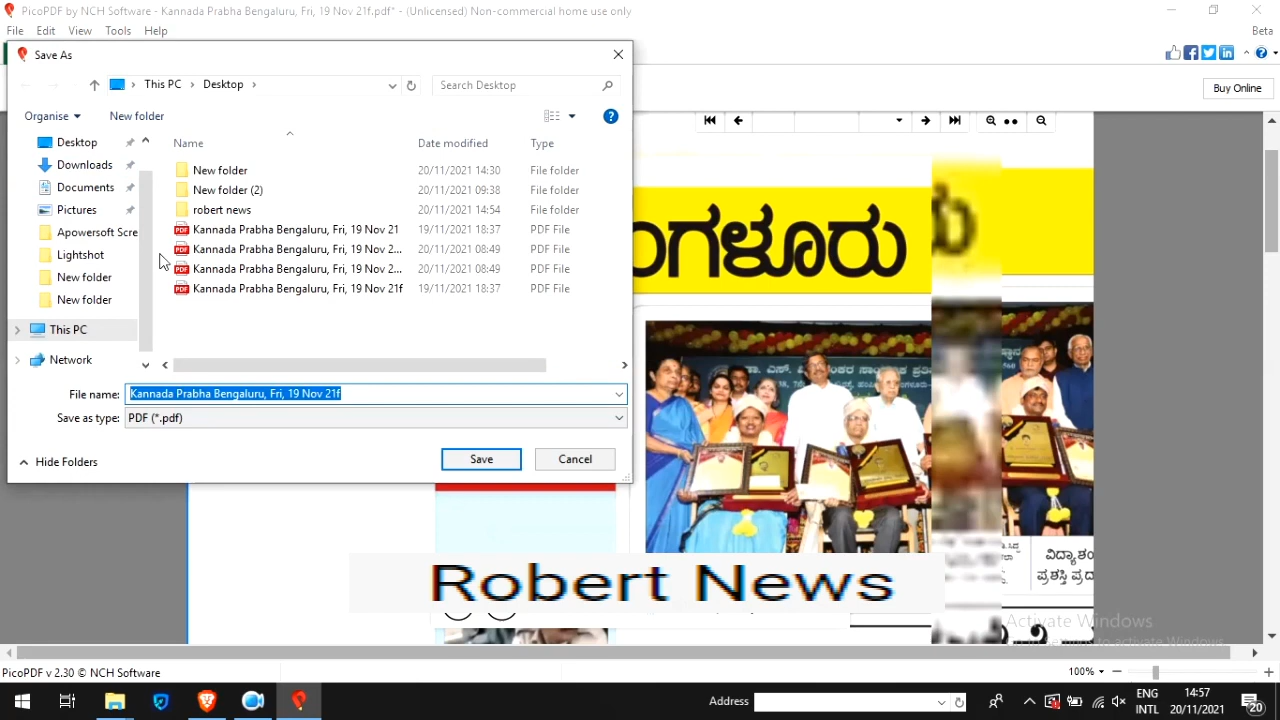 PicoPDF by NCH Software - Kannada Prabha Bengaluru, Fri, 19 Nov 21f.pdf* - (Unlicensed) Non-commercial home use only
File Edit View Tools Help Beta
Save As
This PC > Desktop >
Search Desktop
Buy Online
Organise New folder
Name Date modified Type
Desktop
Downloads
Documents
Pictures
Apowersoft Scre
Lightshot
New folder
New folder
This PC
Network
New folder 20/11/2021 14:30 File folder
New folder (2) 20/11/2021 09:38 File folder
robert news 20/11/2021 14:54 File folder
Kannada Prabha Bengaluru, Fri, 19 Nov 21 19/11/2021 18:37 PDF File
Kannada Prabha Bengaluru, Fri, 19 Nov 2... 20/11/2021 08:49 PDF File
Kannada Prabha Bengaluru, Fri, 19 Nov 2... 20/11/2021 08:49 PDF File
Kannada Prabha Bengaluru, Fri, 19 Nov 21f 19/11/2021 18:37 PDF File
File name: Kannada Prabha Bengaluru, Fri, 19 Nov 21f
Save as type: PDF (*.pdf)
Hide Folders Save Cancel
ಂಗಳೂರು
ವಿದ್ಯಾಶಂ
ಪ್ರಶಸ್ತಿ ಪ್ರದ
Robert News
Activate Windows
Go to Settings to activate Windows.
100%
PicoPDF v 2.30 © NCH Software
Address
ENG
INTL
14:57
20/11/2021
20